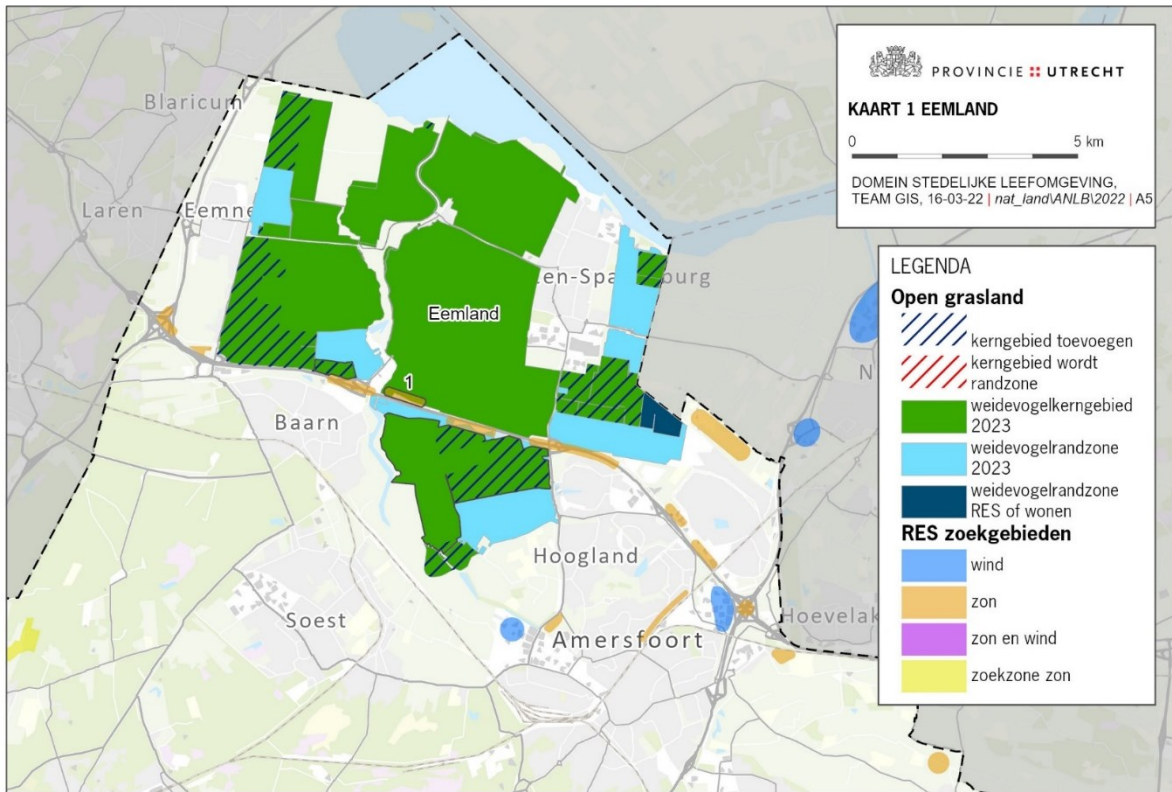 PROVINCIE UTRECHT
KAART 1 EEMLAND
0 5 km
DOMEIN STEDELIJKE LEEFOMGEVING,
TEAM GIS, 16-03-22 | nat_land\ANLB\2022 | A5
LEGENDA
Open grasland
kerngebied toevoegen
kerngebied wordt
randzone
weidevogelkerngebied
2023
weidevogelrandzone
2023
weidevogelrandzone
RES of wonen
RES zoekgebieden
wind
zon
zon en wind
zoekzone zon
Blaricum
Laren
Eemne
en-Spa
burg
Eemland
N
1
Baarn
Hoogland
Soest
Amersfoort
Hoevelak